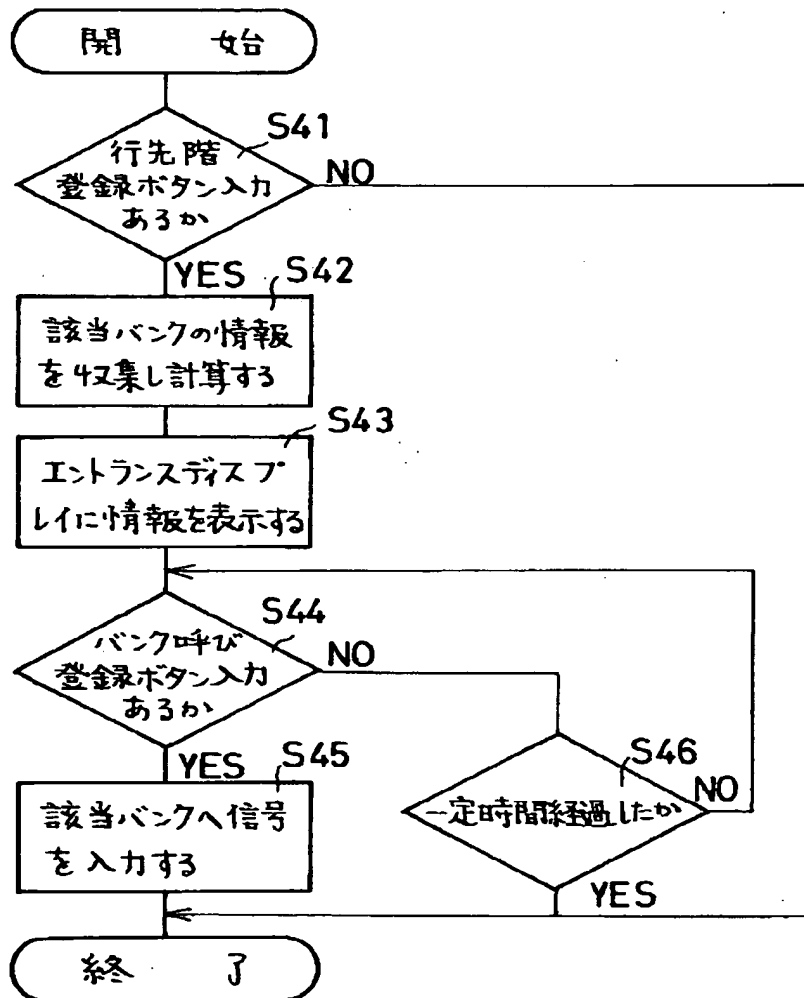 開 始
S41
行先階
登録ボタン入力
あるか
NO
YES
S42
該当バンクの情報
を収集し計算する
S43
エントランスディスプ
レイに情報を表示する
S44
バンク呼び
登録ボタン入力
あるか
NO
YES
S45
該当バンクへ信号
を入力する
S46
一定時間経過したか
NO
YES
終 了